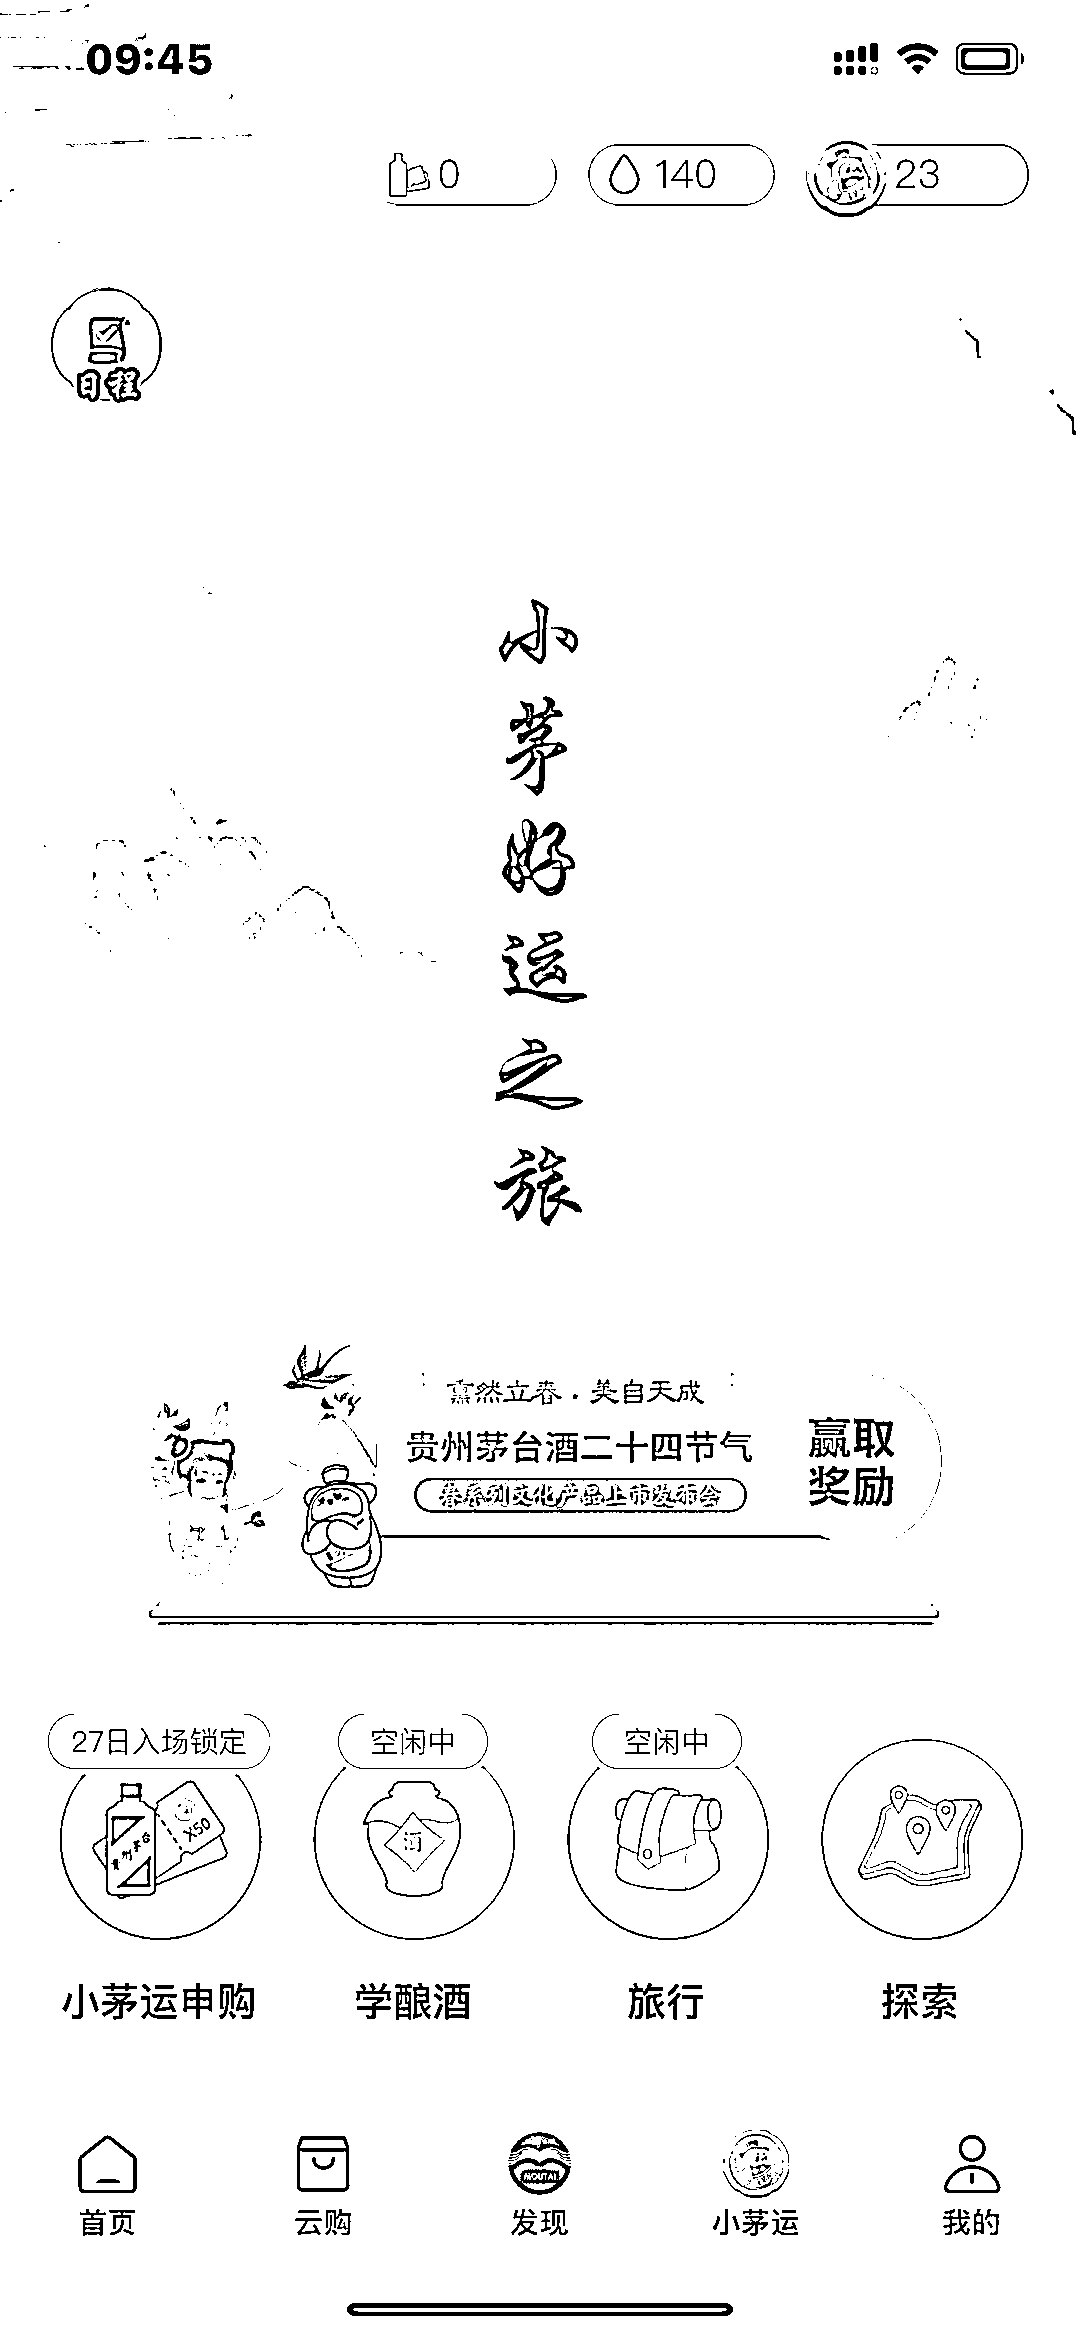 09:45
0
140
23
日程
小茅好运之旅
熏然立春·美自天成
贵州茅台酒二十四节气
春系列文化产品上市发布会
赢取
奖励
27日入场锁定
空闲中
空闲中
X50
酒
小茅运申购
学酿酒
旅行
探索
MOUTAI
首页
云购
发现
小茅运
我的